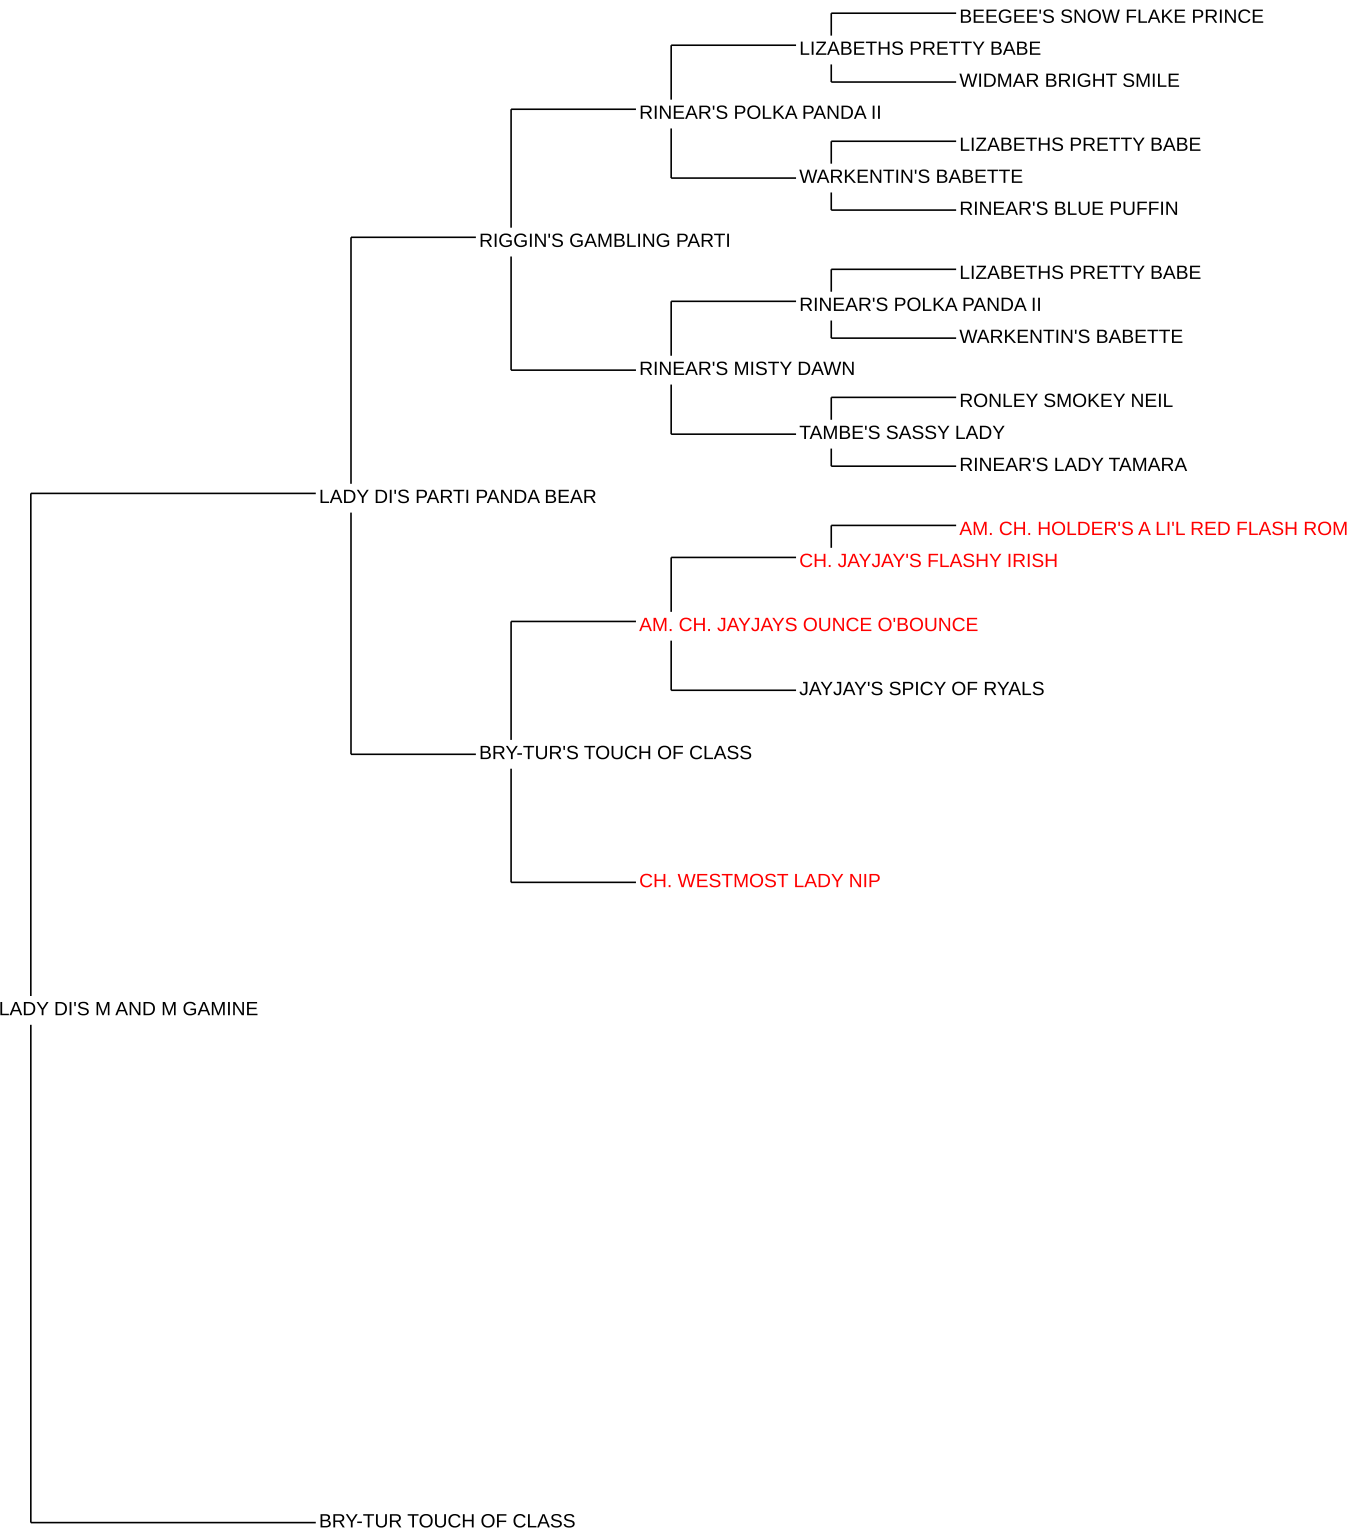 BEEGEE'S SNOW FLAKE PRINCE
LIZABETHS PRETTY BABE
WIDMAR BRIGHT SMILE
RINEAR'S POLKA PANDA II
LIZABETHS PRETTY BABE
WARKENTIN'S BABETTE
RINEAR'S BLUE PUFFIN
RIGGIN'S GAMBLING PARTI
LIZABETHS PRETTY BABE
RINEAR'S POLKA PANDA II
WARKENTIN'S BABETTE
RINEAR'S MISTY DAWN
RONLEY SMOKEY NEIL
TAMBE'S SASSY LADY
RINEAR'S LADY TAMARA
LADY DI'S PARTI PANDA BEAR
AM. CH. HOLDER'S A LI'L RED FLASH ROM
CH. JAYJAY'S FLASHY IRISH
AM. CH. JAYJAYS OUNCE O'BOUNCE
JAYJAY'S SPICY OF RYALS
BRY-TUR'S TOUCH OF CLASS
CH. WESTMOST LADY NIP
LADY DI'S M AND M GAMINE
BRY-TUR TOUCH OF CLASS